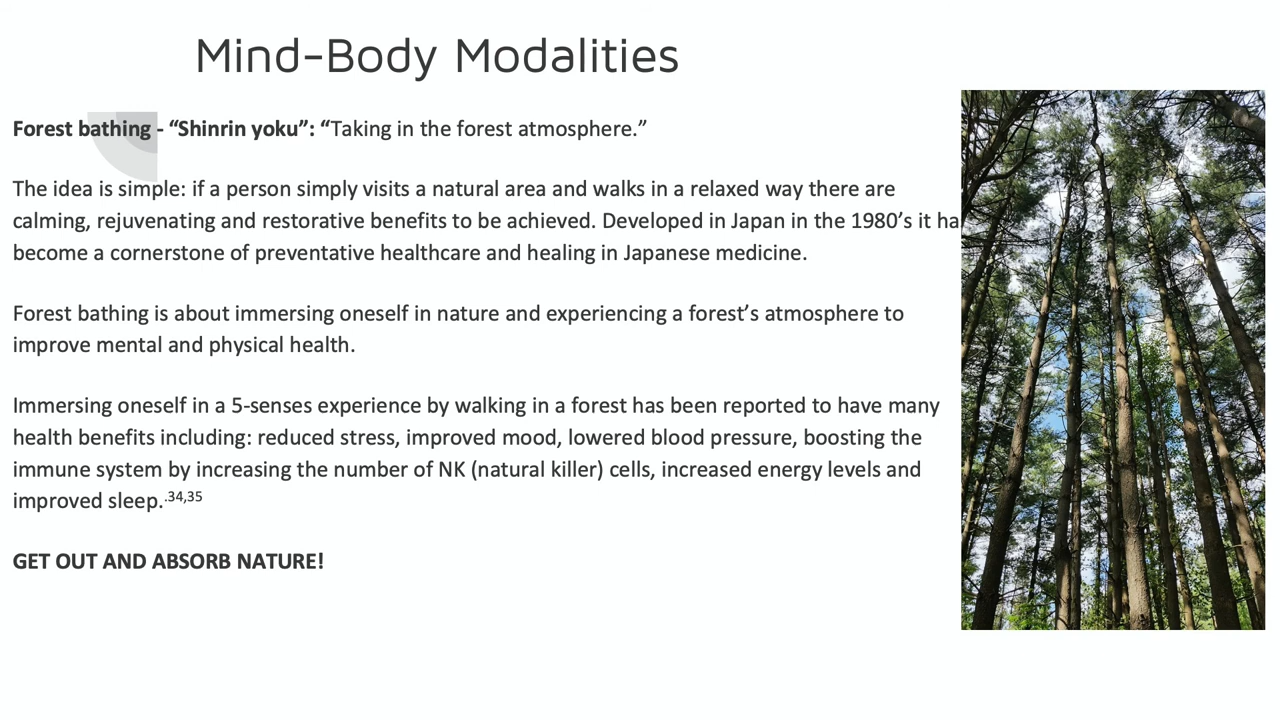 Mind-Body Modalities
Forest bathing - “Shinrin yoku”: “Taking in the forest atmosphere.”
The idea is simple: if a person simply visits a natural area and walks in a relaxed way there are
calming, rejuvenating and restorative benefits to be achieved. Developed in Japan in the 1980’s it ha
become a cornerstone of preventative healthcare and healing in Japanese medicine.
Forest bathing is about immersing oneself in nature and experiencing a forest’s atmosphere to
improve mental and physical health.
Immersing oneself in a 5-senses experience by walking in a forest has been reported to have many
health benefits including: reduced stress, improved mood, lowered blood pressure, boosting the
immune system by increasing the number of NK (natural killer) cells, increased energy levels and
improved sleep..34,35
GET OUT AND ABSORB NATURE!